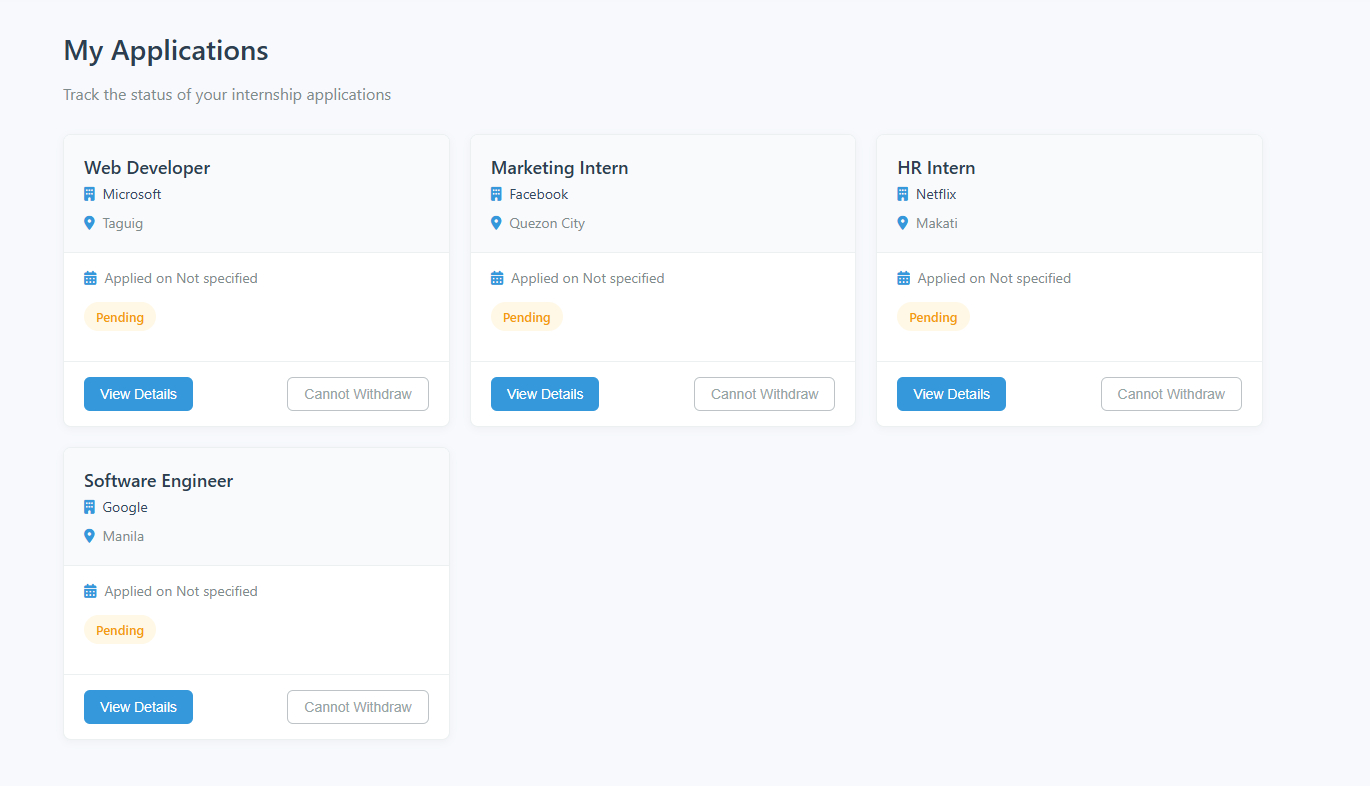 My Applications
Track the status of your internship applications
Web Developer
Microsoft
Taguig
Applied on Not specified
Pending
View Details
Cannot Withdraw
Marketing Intern
Facebook
Quezon City
Applied on Not specified
Pending
View Details
Cannot Withdraw
HR Intern
Netflix
Makati
Applied on Not specified
Pending
View Details
Cannot Withdraw
Software Engineer
Google
Manila
Applied on Not specified
Pending
View Details
Cannot Withdraw